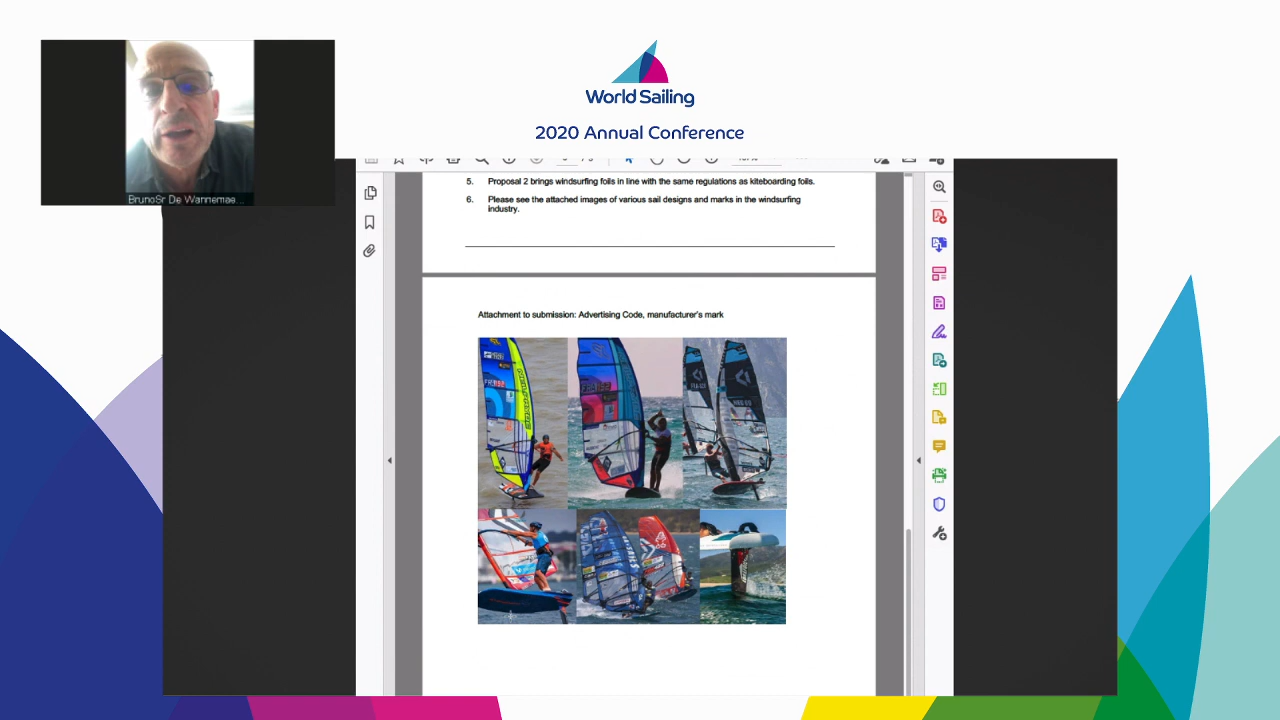 World Sailing
2020 Annual Conference
BrunoSr De Wannemae...
5. Proposal 2 brings windsurfing foils in line with the same regulations as kiteboarding foils.
6. Please see the attached images of various sail designs and marks in the windsurfing
industry.
Attachment to submission: Advertising Code, manufacturer's mark